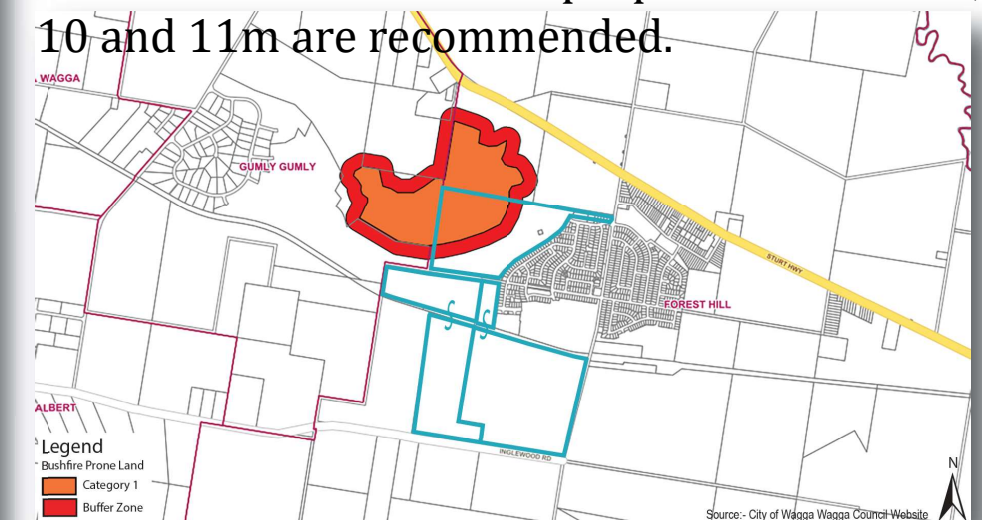 10 and 11m are recommended.
WAGGA
GUMLY GUMLY
STURT HWY
FOREST HILL
ALBERT
INGLEWOOD RD
Legend
Bushfire Prone Land
Category 1
Buffer Zone
N
Source:- City of Wagga Wagga Council Website